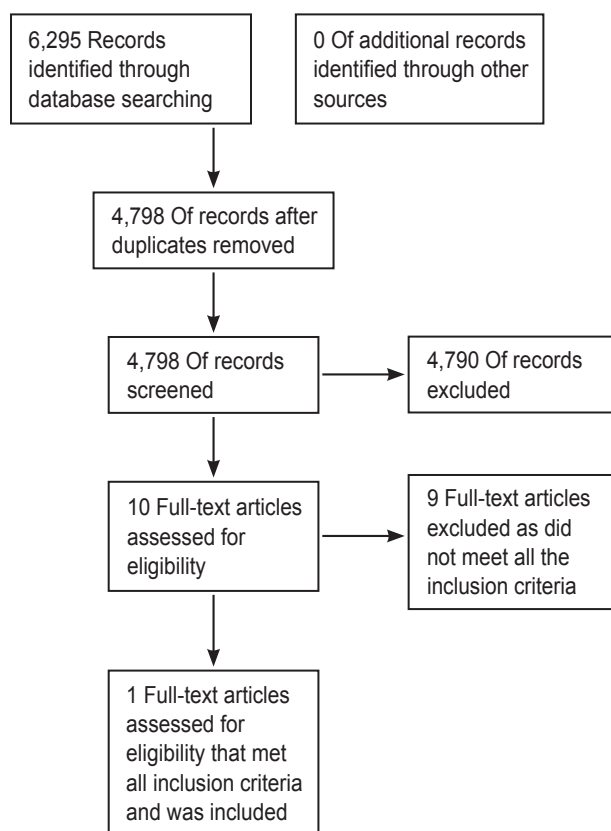 6,295 Records
identified through
database searching
0 Of additional records
identified through other
sources
4,798 Of records after
duplicates removed
4,798 Of records
screened
4,790 Of records
excluded
10 Full-text articles
assessed for
eligibility
9 Full-text articles
excluded as did
not meet all the
inclusion criteria
1 Full-text articles
assessed for
eligibility that met
all inclusion criteria
and was included